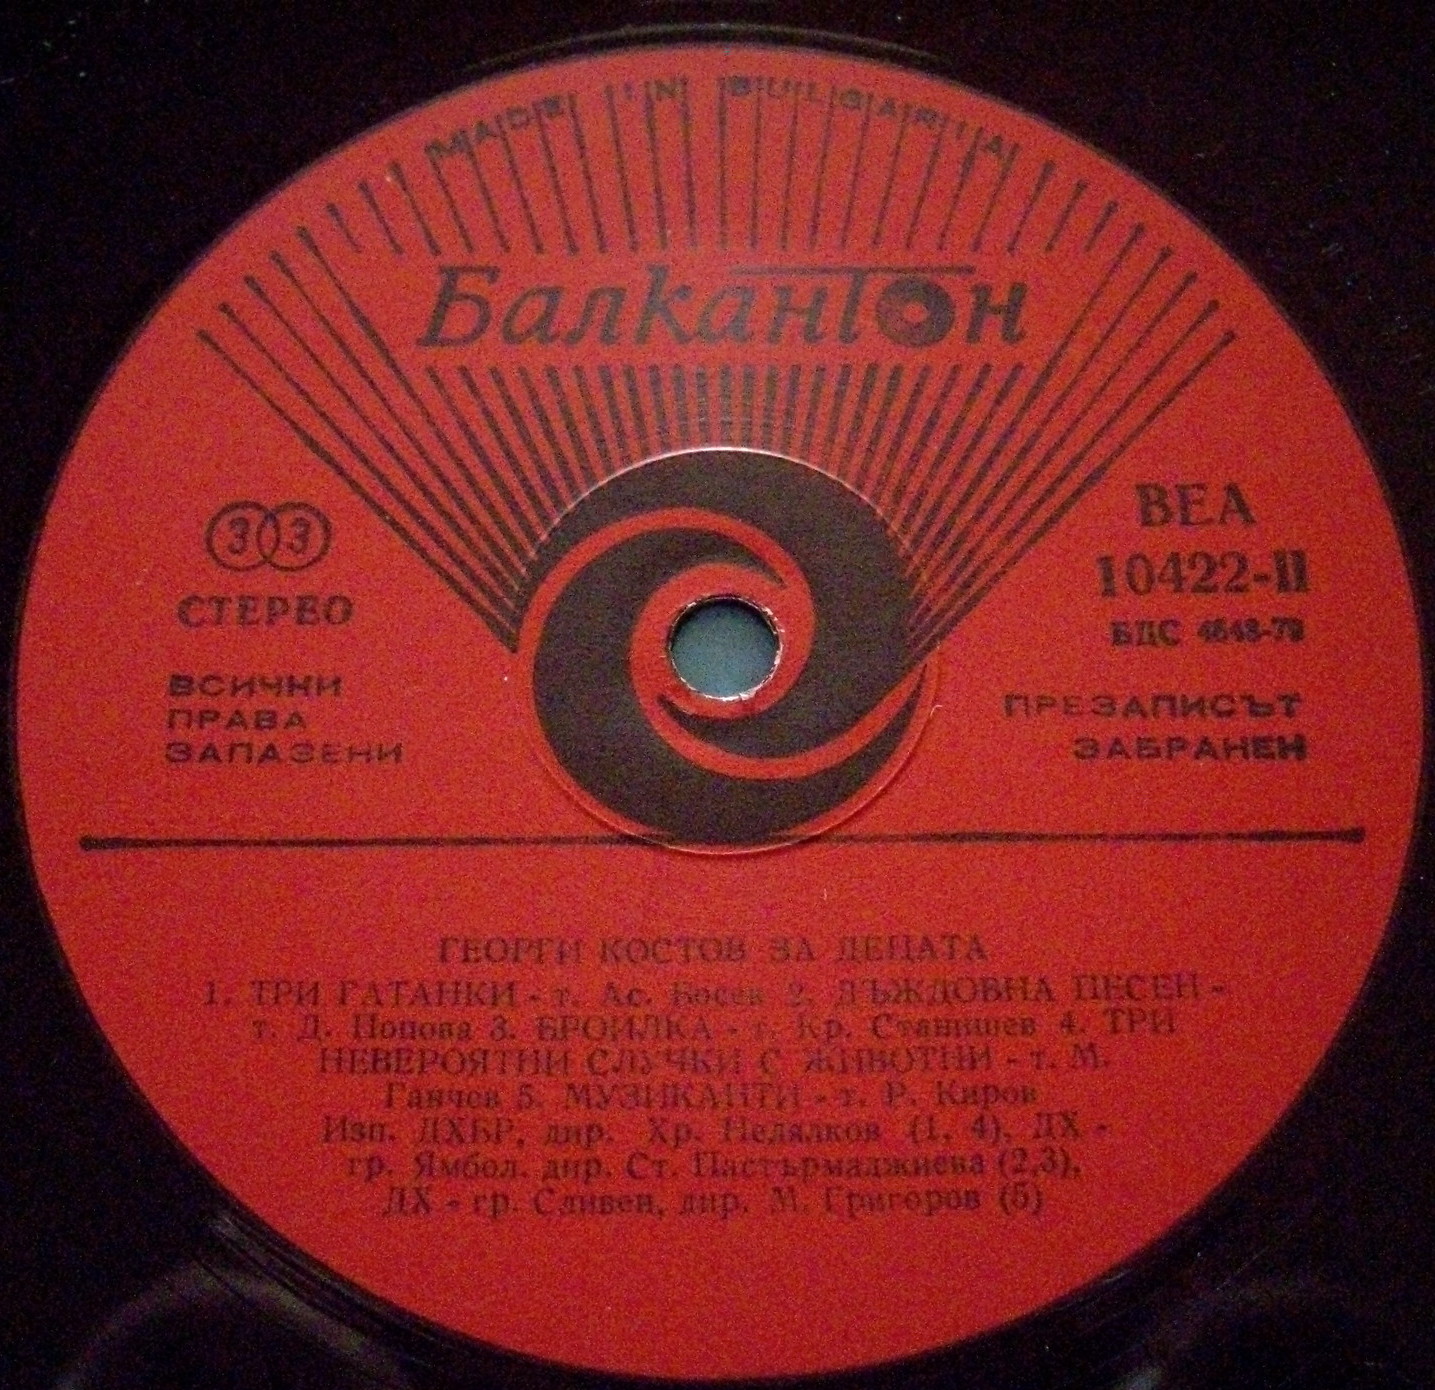 MADE IN BULGARIA
Балкантон
33
СТЕРЕО
ВСИЧКИ
ПРАВА
ЗАПАЗЕНИ
ВЕА
10422-II
БДС
ПРЕЗАПИСЪТ
ЗАБРАНЕН
ГЕОРГИ КОСТОВ ЗА ДЕЦАТА
1. ТРИ ГАТАНКИ - т. Ас. Босев 2. ДЪЖДОВНА ПЕСЕН -
т. Д. Попова 3. БРОИЛКА - т. Кр. Станишев 4. ТРИ
НЕВЕРОЯТНИ СЛУЧКИ С ЖИВОТНИ - т. М.
Ганчев 5. МУЗИКАНТИ - т. Р. Киров
Изп. ДХБР, дир. Хр. Недялков (1, 4), ДХ -
гр. Ямбол, дир. Ст. Пастърмаджиева (2,3),
ДХ - гр. Сливен, дир. М. Григоров (5)